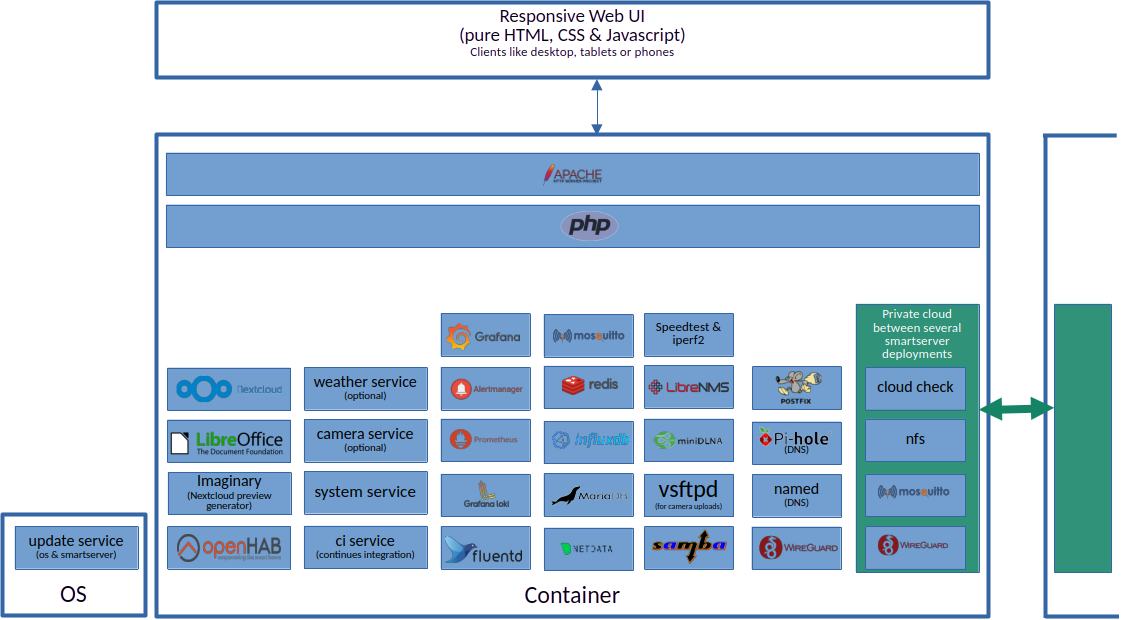 Responsive Web UI
(pure HTML, CSS & Javascript)
Clients like desktop, tablets or phones
APACHE
HTTP SERVER PROJECT
php
Grafana
mosquitto
Speedtest &
iperf2
Private cloud
between several
smartserver
deployments
Nextcloud
weather service
(optional)
Alertmanager
redis
LibreNMS
POSTFIX
cloud check
LibreOffice
The Document Foundation
camera service
(optional)
Prometheus
influxdb
miniDLNA
Pi-hole
(DNS)
nfs
Imaginary
(Nextcloud preview
generator)
system service
Grafana loki
MariaDB
vsftpd
(for camera uploads)
named
(DNS)
mosquitto
update service
(os & smartserver)
openHAB
empowering the smart home
ci service
(continues integration)
fluentd
NETDATA
samba
WIREGUARD
WIREGUARD
OS
Container